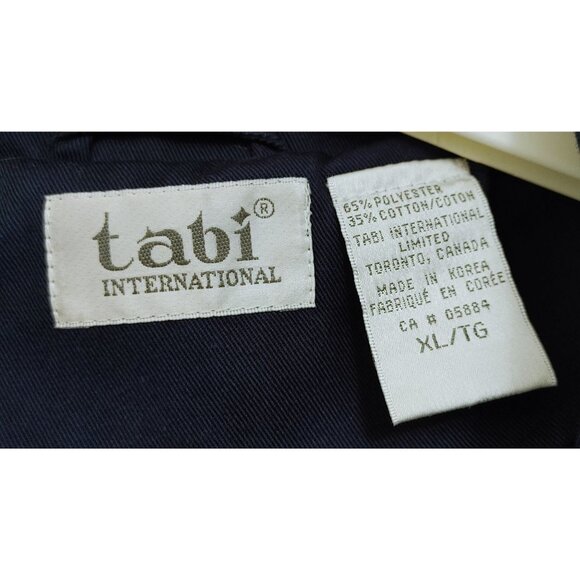 tabi®
INTERNATIONAL
65% POLYESTER
35% COTTON/COTON
TABI INTERNATIONAL
LIMITED
TORONTO, CANADA
MADE IN KOREA
FABRIQUÉ EN CORÉE
CA # 05884
XL/TG